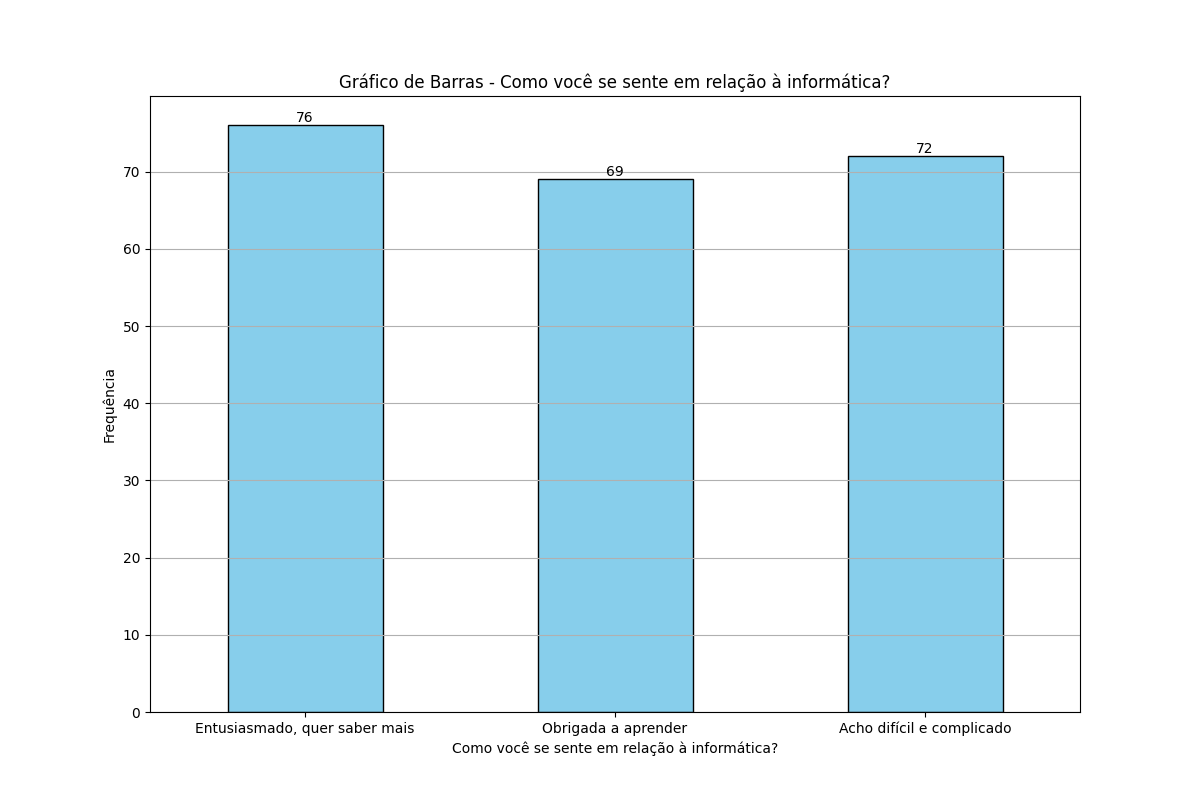 Gráfico de Barras - Como você se sente em relação à informática?
76
69
72
70
60
50
40
30
20
10
0
Frequência
Entusiasmado, quer saber mais
Obrigada a aprender
Acho difícil e complicado
Como você se sente em relação à informática?